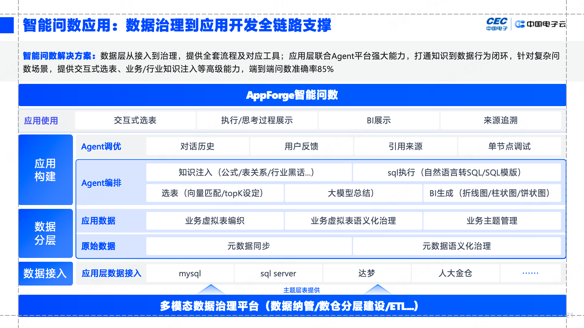 智能问数应用：数据治理到应用开发全链路支撑
CEC 中国电子
中国电子云
智能问数解决方案：数据层从接入到治理，提供全套流程及对应工具；应用层联合Agent平台强大能力，打通知识到数据行为闭环，针对复杂问
数场景，提供交互式选表、业务/行业知识注入等高级能力，端到端问数准确率85%
AppForge智能问数
应用使用
交互式选表
执行/思考过程展示
BI展示
来源追溯
应用
构建
Agent调优
对话历史
用户反馈
引用来源
单节点调试
Agent编排
知识注入（公式/表关系/行业黑话...）
sql执行（自然语言转SQL/SQL模版）
选表（向量匹配/topK设定）
大模型总结）
BI生成（折线图/柱状图/饼状图）
数据
分层
应用数据
业务虚拟表编织
业务虚拟表语义化治理
业务主题管理
原始数据
元数据同步
元数据语义化治理
数据接入
应用层数据接入
mysql
sql server
达梦
人大金仓
······
主题层表提供
多模态数据治理平台（数据纳管/数仓分层建设/ETL...）